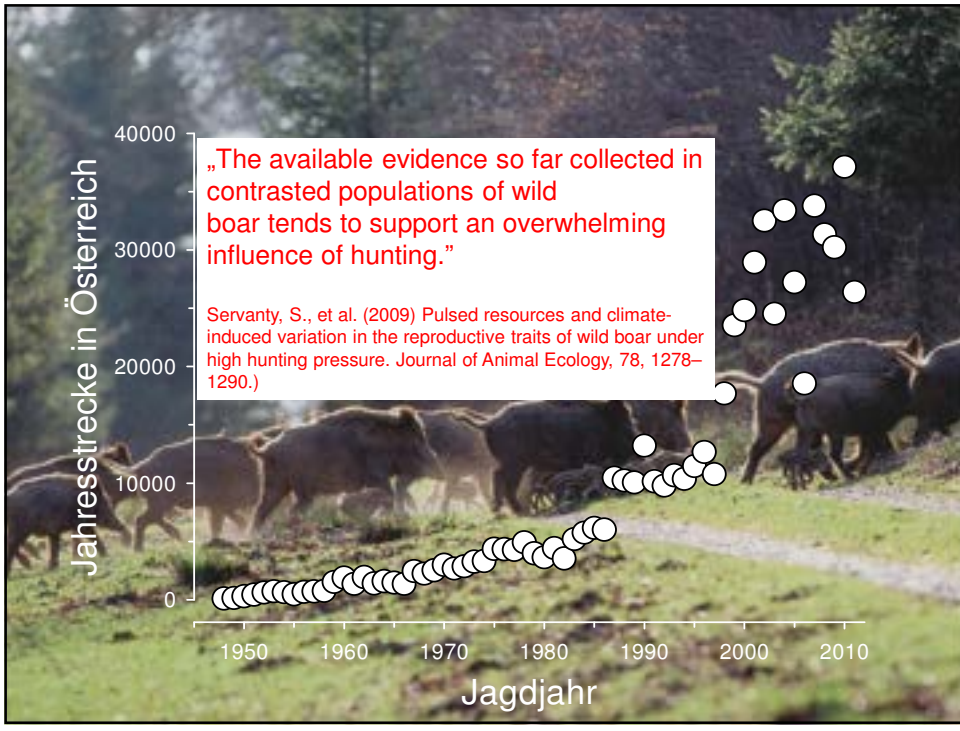 40000
30000
20000
10000
0
Jahresstrecke in Österreich
„The available evidence so far collected in
contrasted populations of wild
boar tends to support an overwhelming
influence of hunting.”
Servanty, S., et al. (2009) Pulsed resources and climate-
induced variation in the reproductive traits of wild boar under
high hunting pressure. Journal of Animal Ecology, 78, 1278–
1290.)
1950 1960 1970 1980 1990 2000 2010
Jagdjahr